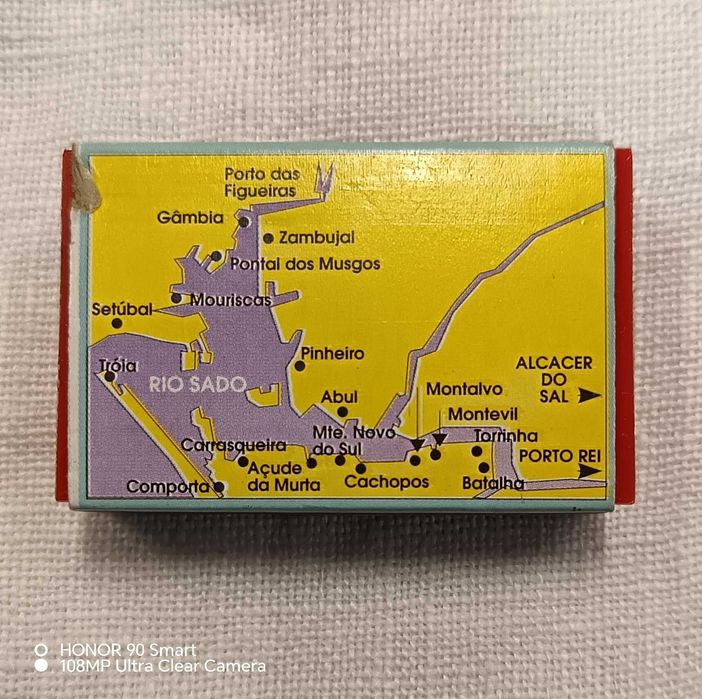 Porto das
Figueiras
Gâmbia
Zambujal
Pontal dos Musgos
Mouriscas
Setúbal
Pinheiro
Tróia
RIO SADO
ALCACER
DO
SAL
Montalvo
Abul
Montevil
Mte. Novo
do Sul
Torrinha
Carrasqueira
PORTO REI
Açude
da Murta
Cachopos
Batalha
Comporta
HONOR 90 Smart
108MP Ultra Clear Camera